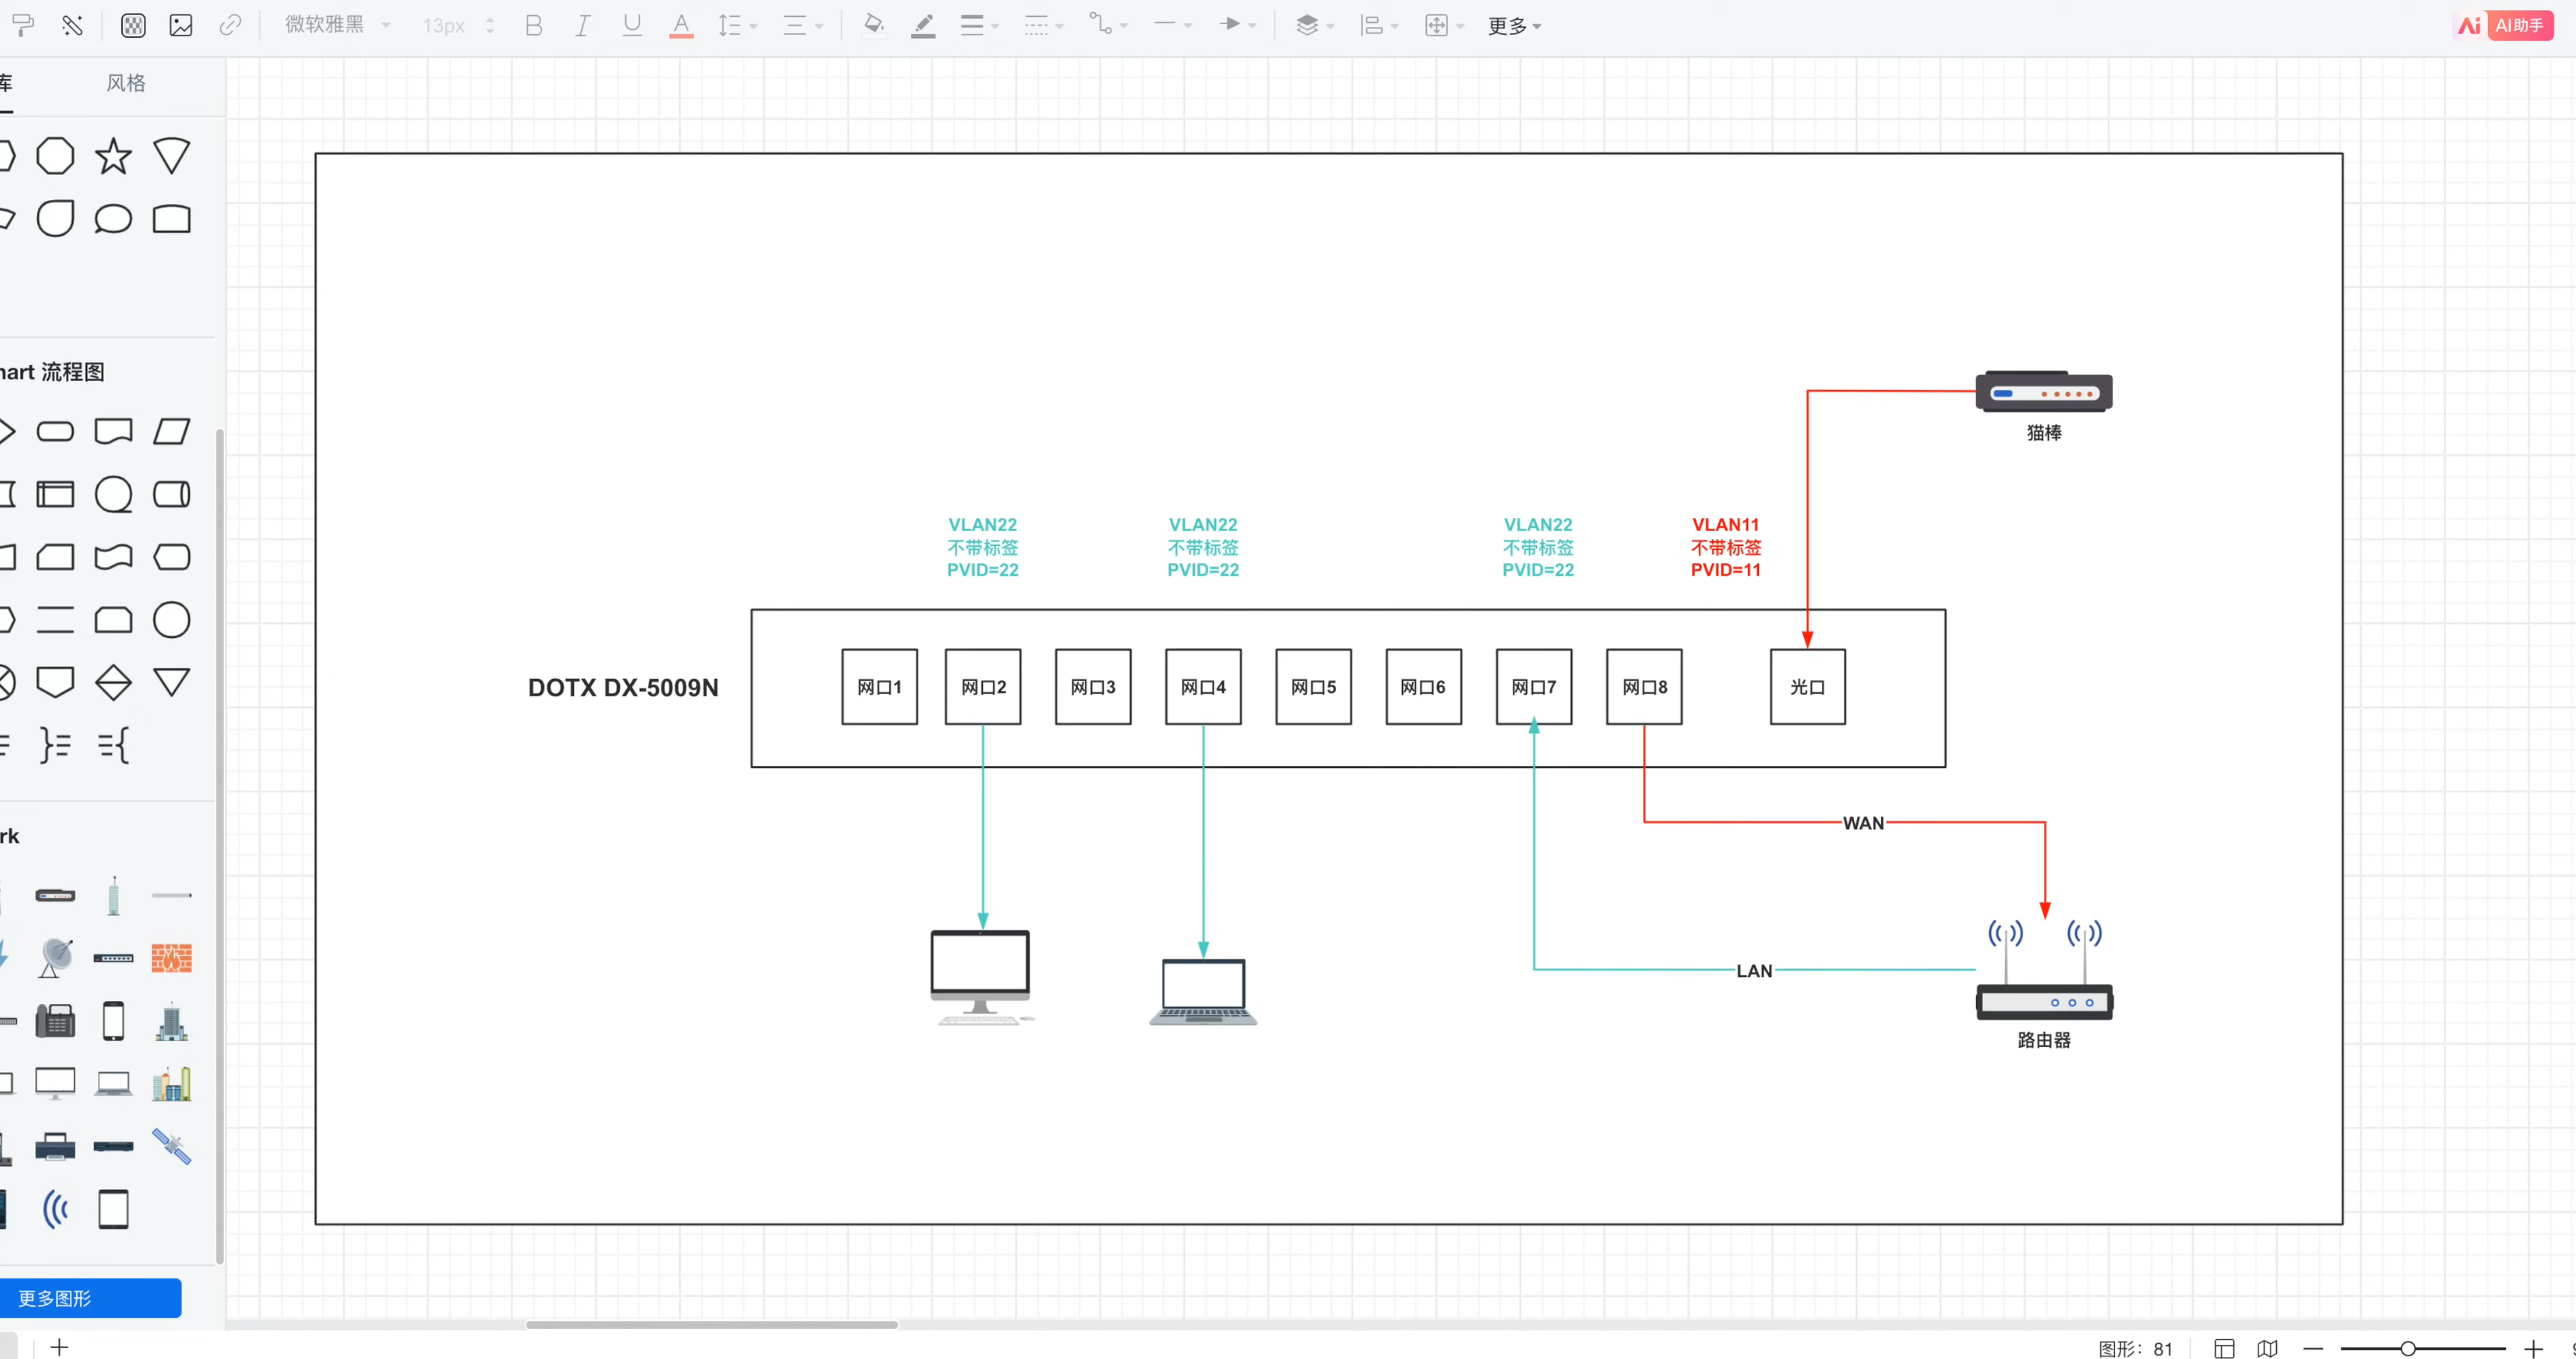 微软雅黑
13px
更多
Ai
AI助手
库
风格
hart 流程图
rk
更多图形
猫棒
VLAN22
不带标签
PVID=22
VLAN22
不带标签
PVID=22
VLAN22
不带标签
PVID=22
VLAN11
不带标签
PVID=11
DOTX DX-5009N
网口1
网口2
网口3
网口4
网口5
网口6
网口7
网口8
光口
WAN
LAN
路由器
图形：81